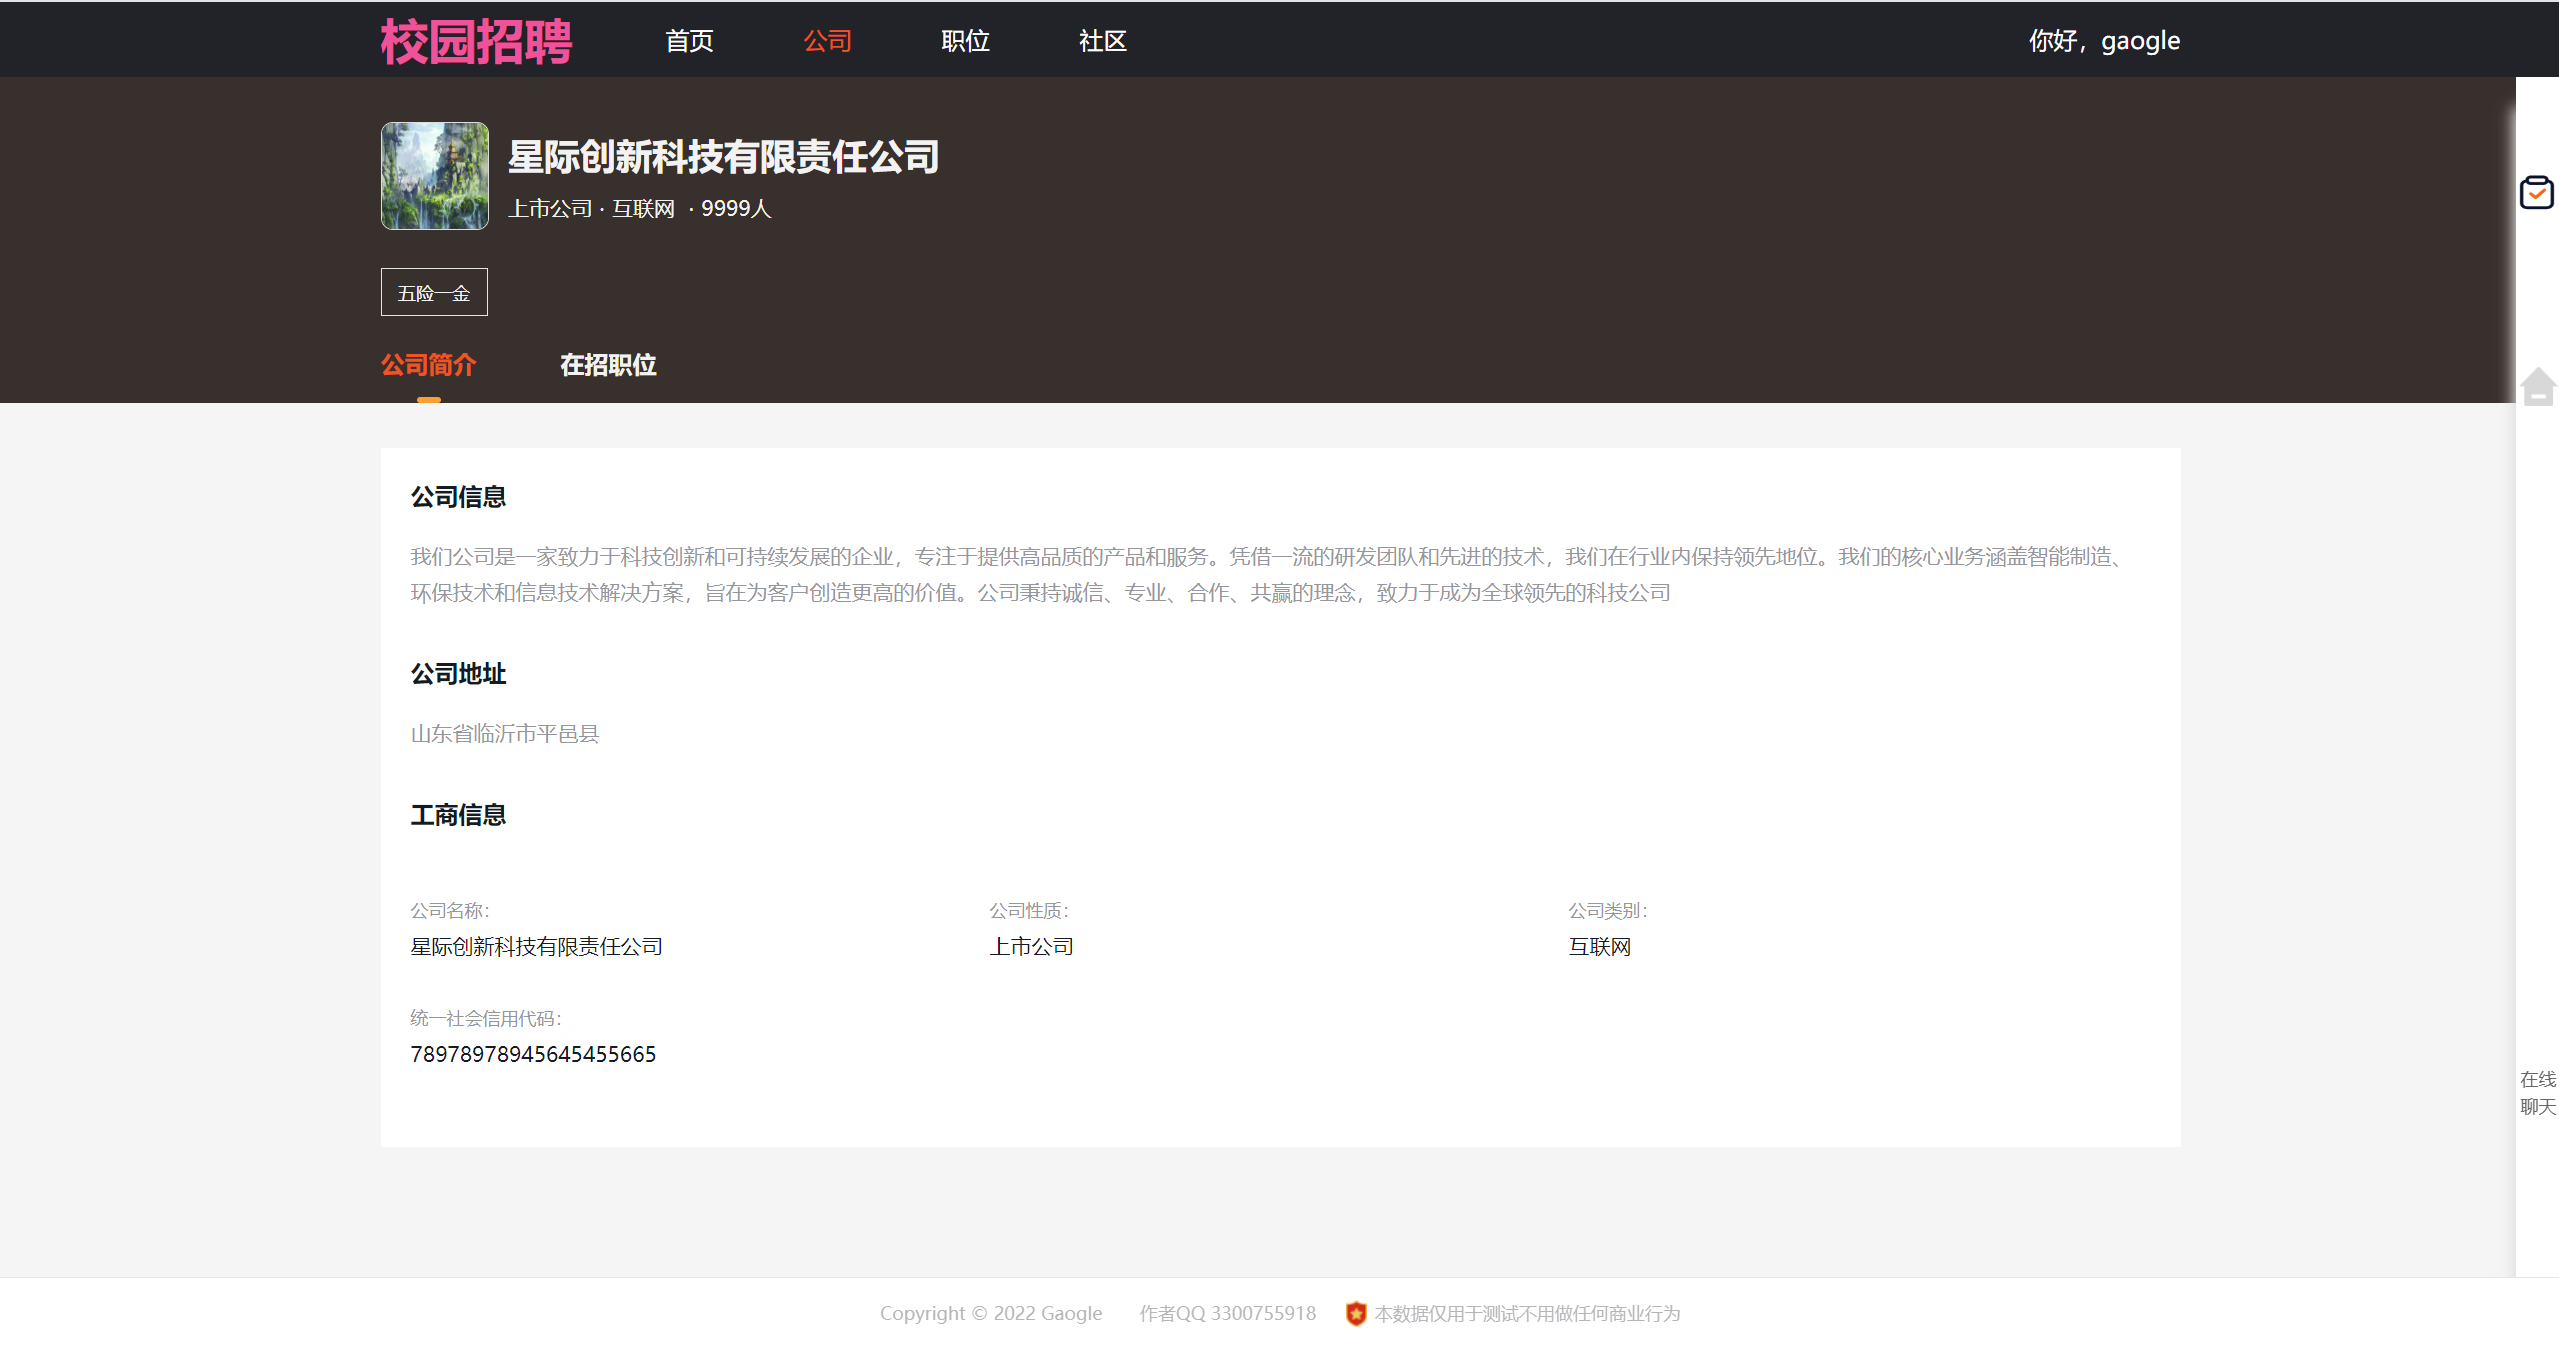 校园招聘 首页 公司 职位 社区 你好，gaogle
星际创新科技有限责任公司
上市公司 · 互联网 · 9999人
五险一金
公司简介 在招职位
公司信息
我们公司是一家致力于科技创新和可持续发展的企业，专注于提供高品质的产品和服务。凭借一流的研发团队和先进的技术，我们在行业内保持领先地位。我们的核心业务涵盖智能制造、
环保技术和信息技术解决方案，旨在为客户创造更高的价值。公司秉持诚信、专业、合作、共赢的理念，致力于成为全球领先的科技公司
公司地址
山东省临沂市平邑县
工商信息
公司名称： 公司性质： 公司类别：
星际创新科技有限责任公司 上市公司 互联网
统一社会信用代码：
78978978945645455665
在线
聊天
Copyright © 2022 Gaogle 作者QQ 3300755918 本数据仅用于测试不用做任何商业行为